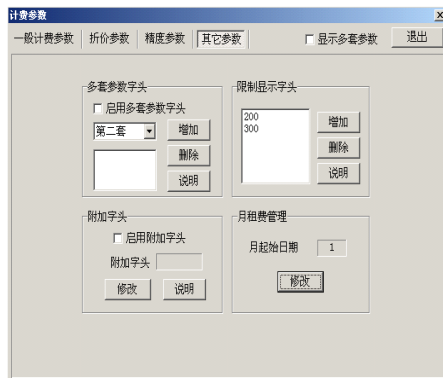 计费参数
一般计费参数 折价参数 精度参数 其它参数 显示多套参数 退出
多套参数字头
启用多套参数字头
第二套 增加
删除
说明
限制显示字头
200
300
增加
删除
说明
附加字头
启用附加字头
附加字头
修改 说明
月租费管理
月起始日期 1
修改